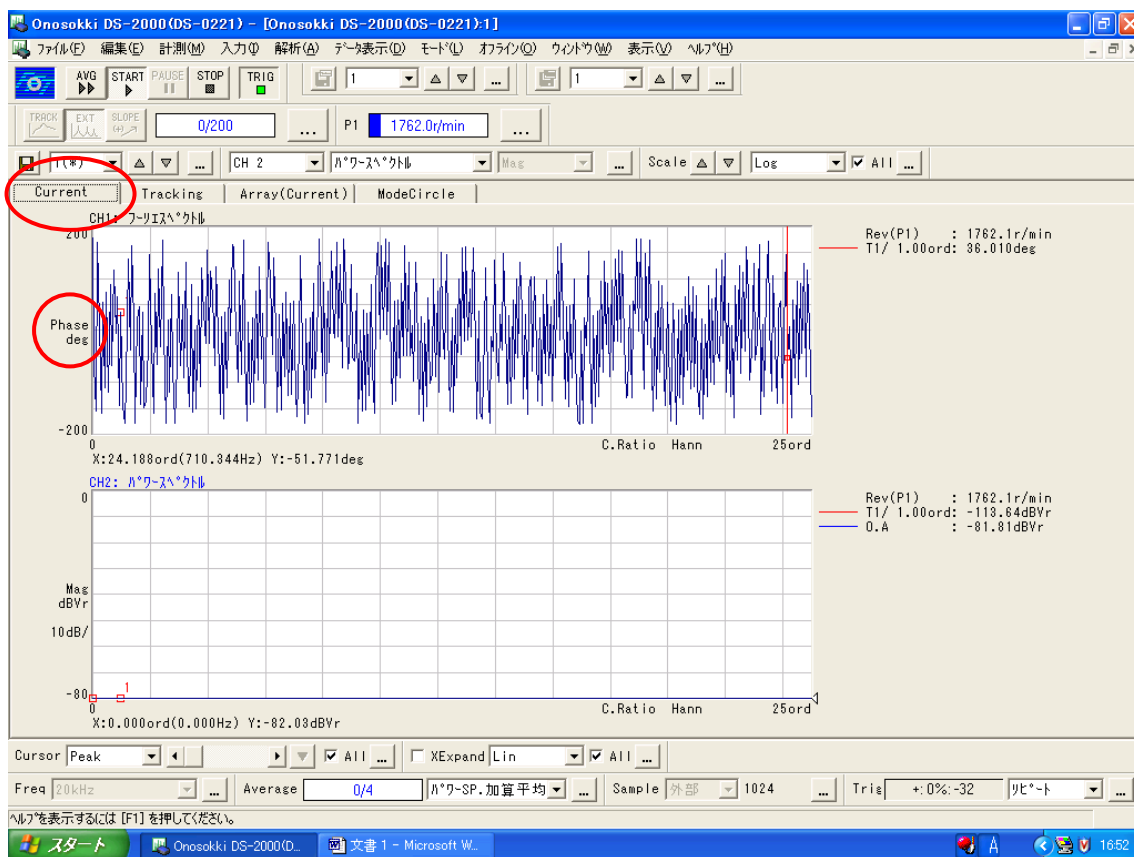 Onosokki DS-2000(DS-0221) - [Onosokki DS-2000(DS-0221):1]
ファイル(F) 編集(E) 計測(M) 入力(I) 解析(A) データ表示(D) モード(L) オフライン(O) ウィンドウ(W) 表示(V) ヘルプ(H)
AVG START PAUSE STOP TRIG 1 ... 1 ...
TRACK EXT SLOPE 0/200 ... P1 1762.0r/min ...
1(*) ... CH 2 パワースペクトル Mag ... Scale Log All ...
Current Tracking Array(Current) ModeCircle
CH1: フーリエスペクトル
200
Rev(P1) : 1762.1r/min
T1/ 1.00ord: 36.010deg
Phase
deg
-200
0 C.Ratio Hann 25ord
X:24.188ord(710.344Hz) Y:-51.771deg
CH2: パワースペクトル
0
Rev(P1) : 1762.1r/min
T1/ 1.00ord: -113.64dBVr
O.A : -81.81dBVr
Mag
dBVr
10dB/
-80
1
0 C.Ratio Hann 25ord
X:0.000ord(0.000Hz) Y:-82.03dBVr
Cursor Peak All ... XExpand Lin All ...
Freq 20kHz ... Average 0/4 パワ-SP.加算平均 ... Sample 外部 1024 ... Trig +:0%:-32 リピート ...
ヘルプを表示するには [F1] を押してください。
スタート Onosokki DS-2000(D... 文書 1 - Microsoft W... A 16:52